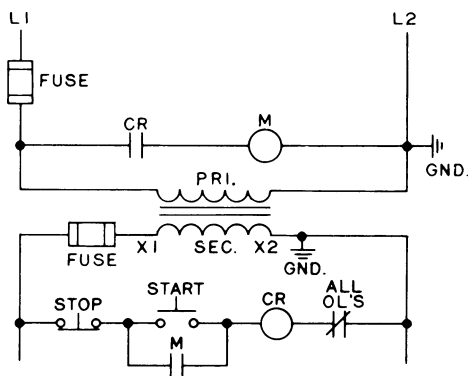 L1 L2
FUSE
CR M
GND.
PRI.
X1 SEC. X2
FUSE
GND.
STOP START CR ALL
OL'S
M